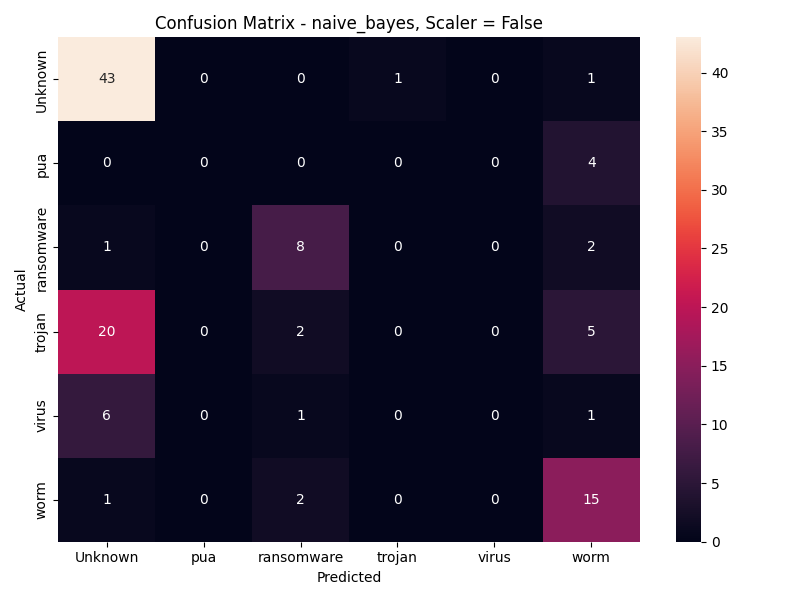 Confusion Matrix - naive_bayes, Scaler = False
Actual
Unknown 43 0 0 1 0 1
pua 0 0 0 0 0 4
ransomware 1 0 8 0 0 2
trojan 20 0 2 0 0 5
virus 6 0 1 0 0 1
worm 1 0 2 0 0 15
Unknown pua ransomware trojan virus worm
Predicted
40
35
30
25
20
15
10
5
0